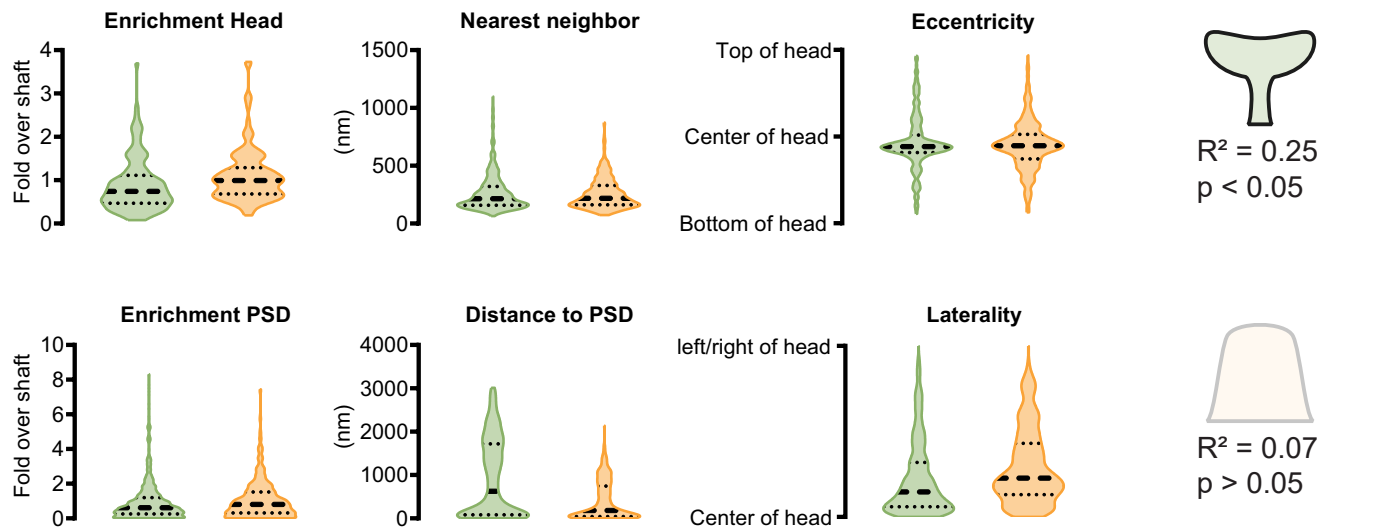 Enrichment Head
4
3
2
1
0
Fold over shaft
Nearest neighbor
1500
1000
500
0
(nm)
Eccentricity
Top of head
Center of head
Bottom of head
R² = 0.25
p < 0.05
Enrichment PSD
10
8
6
4
2
0
Fold over shaft
Distance to PSD
4000
3000
2000
1000
0
(nm)
Laterality
left/right of head
Center of head
R² = 0.07
p > 0.05